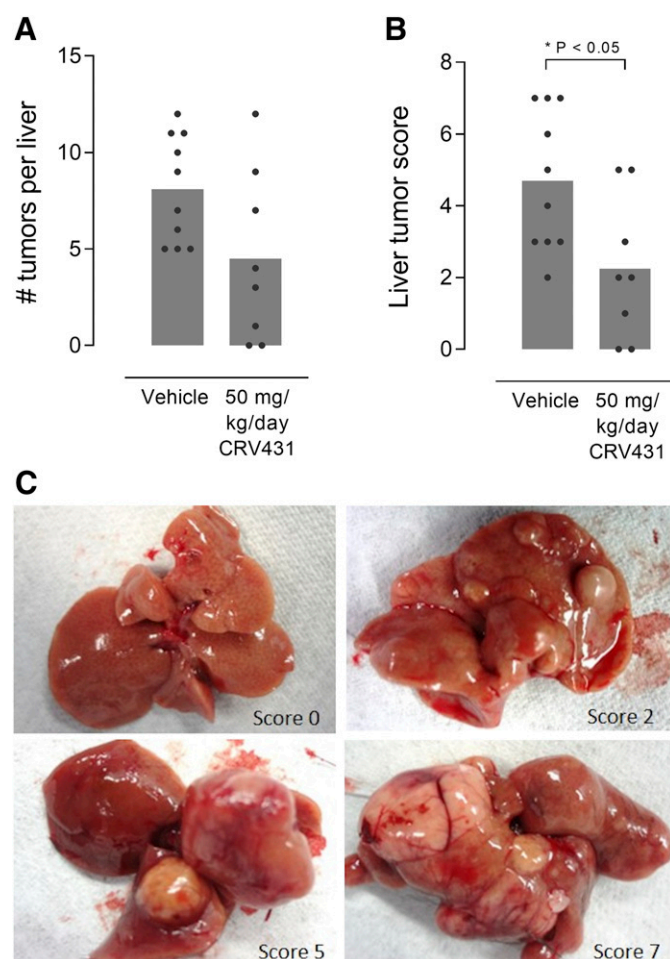 A
# tumors per liver
15
10
5
0
Vehicle
50 mg/
kg/day
CRV431
B
* P < 0.05
Liver tumor score
8
6
4
2
0
Vehicle
50 mg/
kg/day
CRV431
C
Score 0
Score 2
Score 5
Score 7